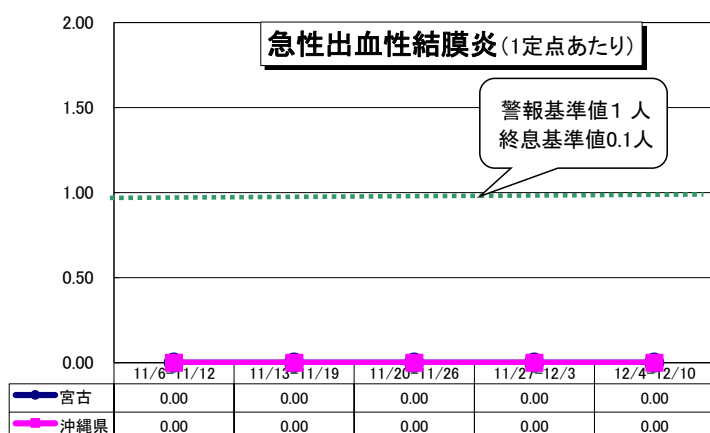 急性出血性結膜炎(1定点あたり)
警報基準値1 人
終息基準値0.1人
2.00
1.50
1.00
0.50
0.00
11/6-11/12 11/13-11/19 11/20-11/26 11/27-12/3 12/4-12/10
宮古 0.00 0.00 0.00 0.00 0.00
沖縄県 0.00 0.00 0.00 0.00 0.00